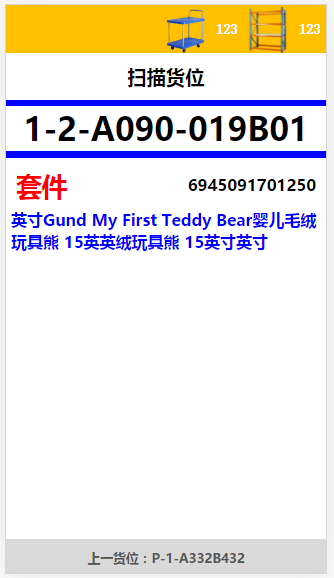 123 123
扫描货位
1-2-A090-019B01
套件 6945091701250
英寸Gund My First Teddy Bear婴儿毛绒
玩具熊 15英英绒玩具熊 15英寸英寸
上一货位：P-1-A332B432